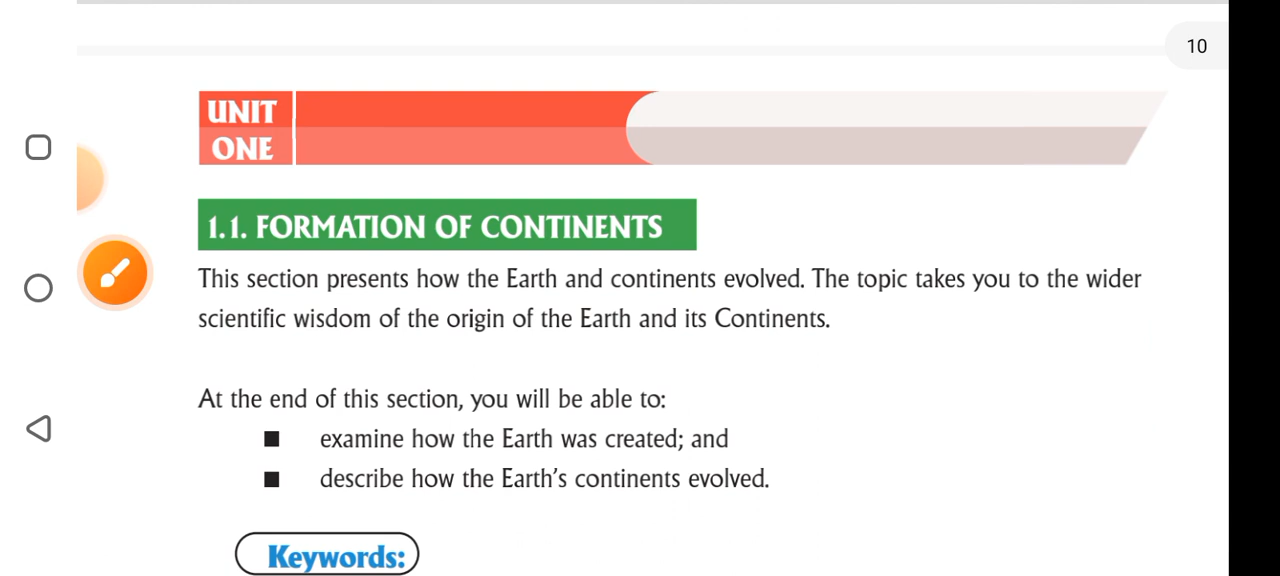 10
UNIT
ONE
1.1. FORMATION OF CONTINENTS
This section presents how the Earth and continents evolved. The topic takes you to the wider
scientific wisdom of the origin of the Earth and its Continents.
At the end of this section, you will be able to:
■ examine how the Earth was created; and
■ describe how the Earth's continents evolved.
Keywords: